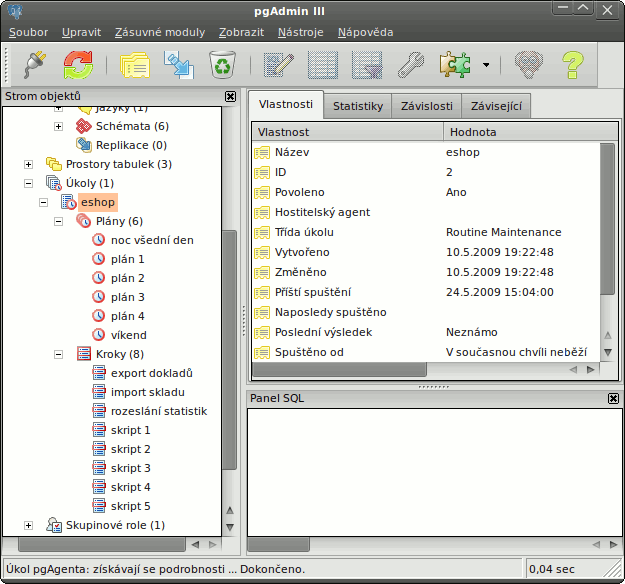 pgAdmin III
Soubor Upravit Zásuvné moduly Zobrazit Nástroje Nápověda
Strom objektů
Jazyky (1)
Schémata (6)
Replikace (0)
Prostory tabulek (3)
Úkoly (1)
eshop
Plány (6)
noc všední den
plán 1
plán 2
plán 3
plán 4
víkend
Kroky (8)
export dokladů
import skladu
rozeslání statistik
skript 1
skript 2
skript 3
skript 4
skript 5
Skupinové role (1)
Vlastnosti Statistiky Závislosti Závisející
Vlastnost Hodnota
Název eshop
ID 2
Povoleno Ano
Hostitelský agent
Třída úkolu Routine Maintenance
Vytvořeno 10.5.2009 19:22:48
Změněno 10.5.2009 19:22:48
Příští spuštění 24.5.2009 15:04:00
Naposledy spuštěno
Poslední výsledek Neznámo
Spuštěno od V současnou chvíli neběží
Panel SQL
Úkol pgAgenta: získávají se podrobnosti ... Dokončeno. 0,04 sec